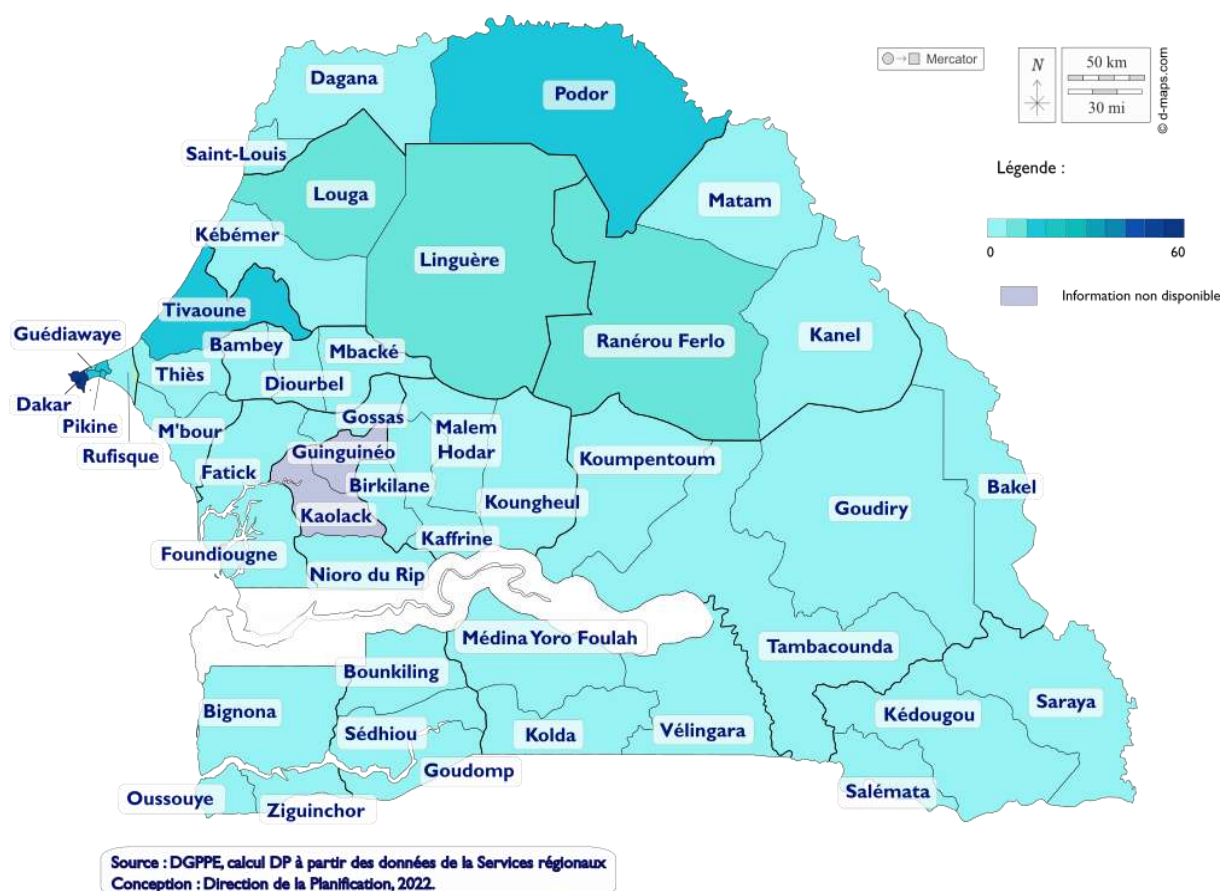 Mercator
N
50 km
30 mi
© d-maps.com
Dagana
Podor
Saint-Louis
Louga
Matam
Légende :
Kébémer
Linguère
0
60
Tivaoune
Information non disponible
Guédiawaye
Bambey
Mbacké
Ranérou Ferlo
Kanel
Thiès
Diourbel
Dakar
Pikine
Rufisque
M'bour
Gossas
Malem
Hodar
Guinguinéo
Koumpentoum
Fatick
Birkilane
Koungheul
Bakel
Goudiry
Kaolack
Kaffrine
Foundiougne
Nioro du Rip
Médina Yoro Foulah
Tambacounda
Bounkiling
Bignona
Kédougou
Saraya
Sédhiou
Kolda
Vélingara
Goudomp
Oussouye
Ziguinchor
Salémata
Source : DGPPE, calcul DP à partir des données de la Services régionaux
Conception : Direction de la Planification, 2022.